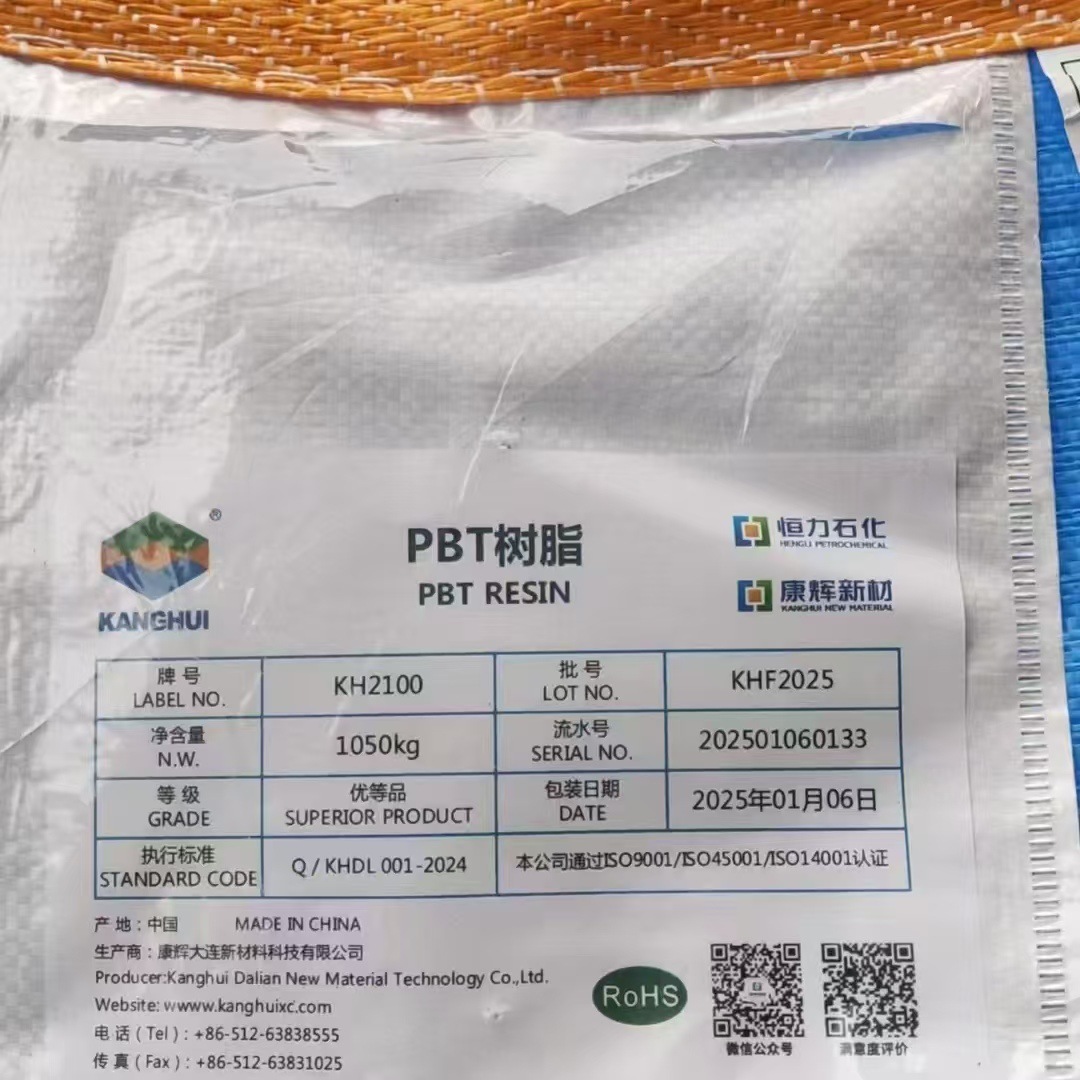 ®
KANGHUI
PBT树脂
PBT RESIN
恒力石化
HENGLI PETROCHEMICAL
康辉新材
KANGHUI NEW MATERIAL
牌 号
LABEL NO.
KH2100
批 号
LOT NO.
KHF2025
净含量
N.W.
1050kg
流水号
SERIAL NO.
202501060133
等 级
GRADE
优等品
SUPERIOR PRODUCT
包装日期
DATE
2025年01月06日
执行标准
STANDARD CODE
Q / KHDL 001 -2024
本公司通过ISO9001/ISO45001/ISO14001认证
产 地：中国 MADE IN CHINA
生产商：康辉大连新材料科技有限公司
Producer:Kanghui Dalian New Material Technology Co.,Ltd.
Website: www.kanghuixc.com
电 话（Tel）: +86-512-63838555
传 真（Fax）: +86-512-63831025
RoHS
微信公众号
满意度评价